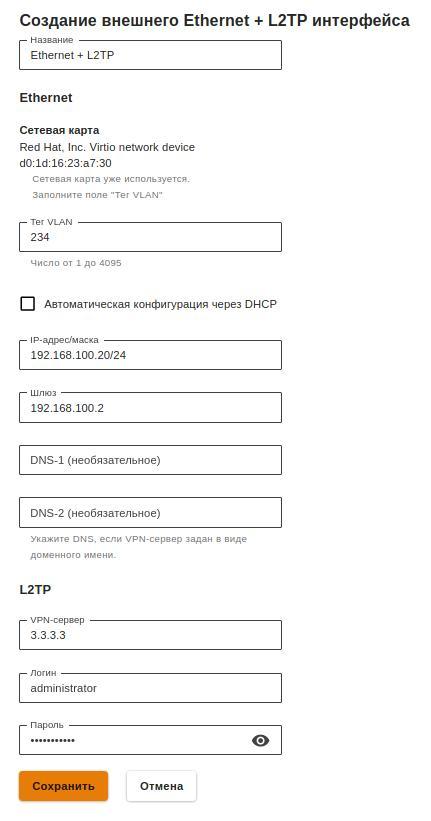 Создание внешнего Ethernet + L2TP интерфейса
Название
Ethernet + L2TP
Ethernet
Сетевая карта
Red Hat, Inc. Virtio network device
d0:1d:16:23:a7:30
Сетевая карта уже используется.
Заполните поле "Тег VLAN"
Тег VLAN
234
Число от 1 до 4095
Автоматическая конфигурация через DHCP
IP-адрес/маска
192.168.100.20/24
Шлюз
192.168.100.2
DNS-1 (необязательное)
DNS-2 (необязательное)
Укажите DNS, если VPN-сервер задан в виде
доменного имени.
L2TP
VPN-сервер
3.3.3.3
Логин
administrator
Пароль
•••••••••••
Сохранить Отмена